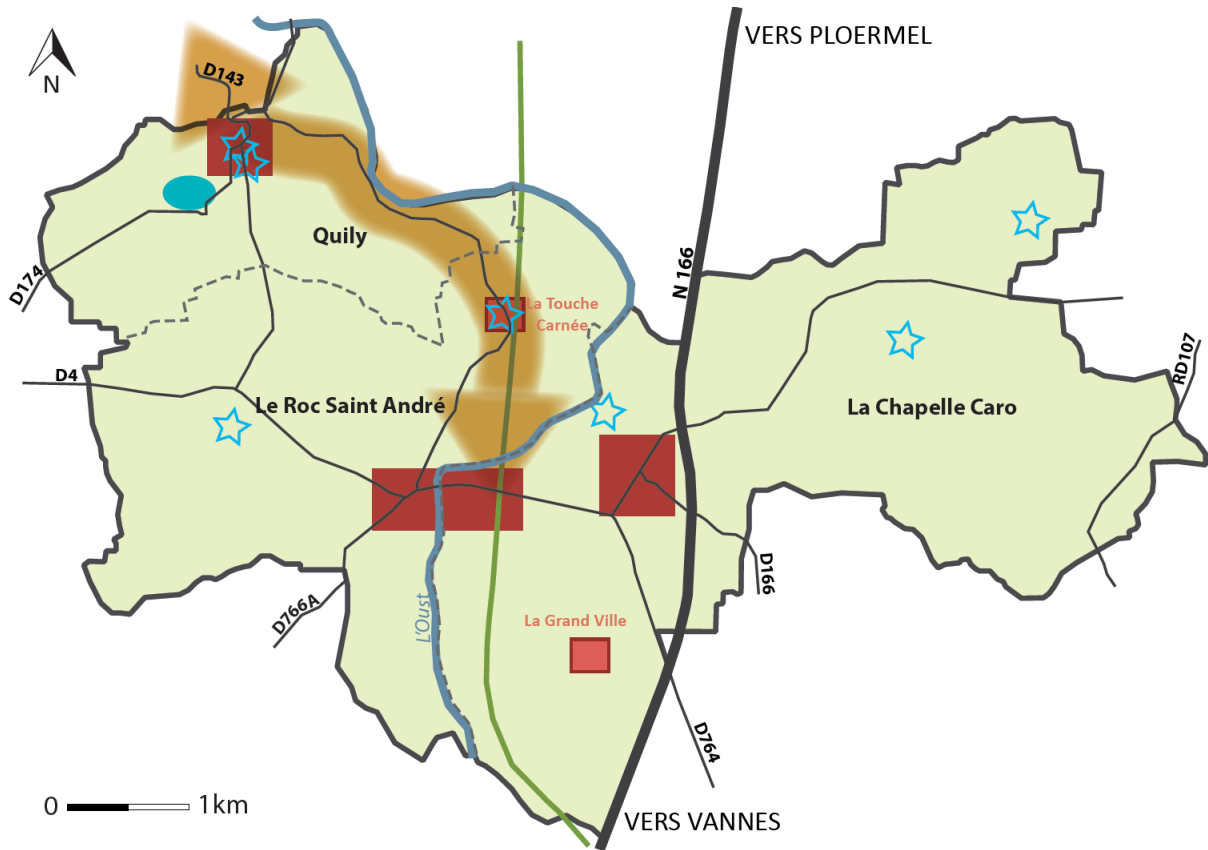 VERS PLOERMEL
N
D143
Quily
D174
N 166
La Touche
Carnée
RD107
D4
Le Roc Saint André
La Chapelle Caro
D166
D766A
L'Oust
La Grand Ville
D764
0 1km
VERS VANNES